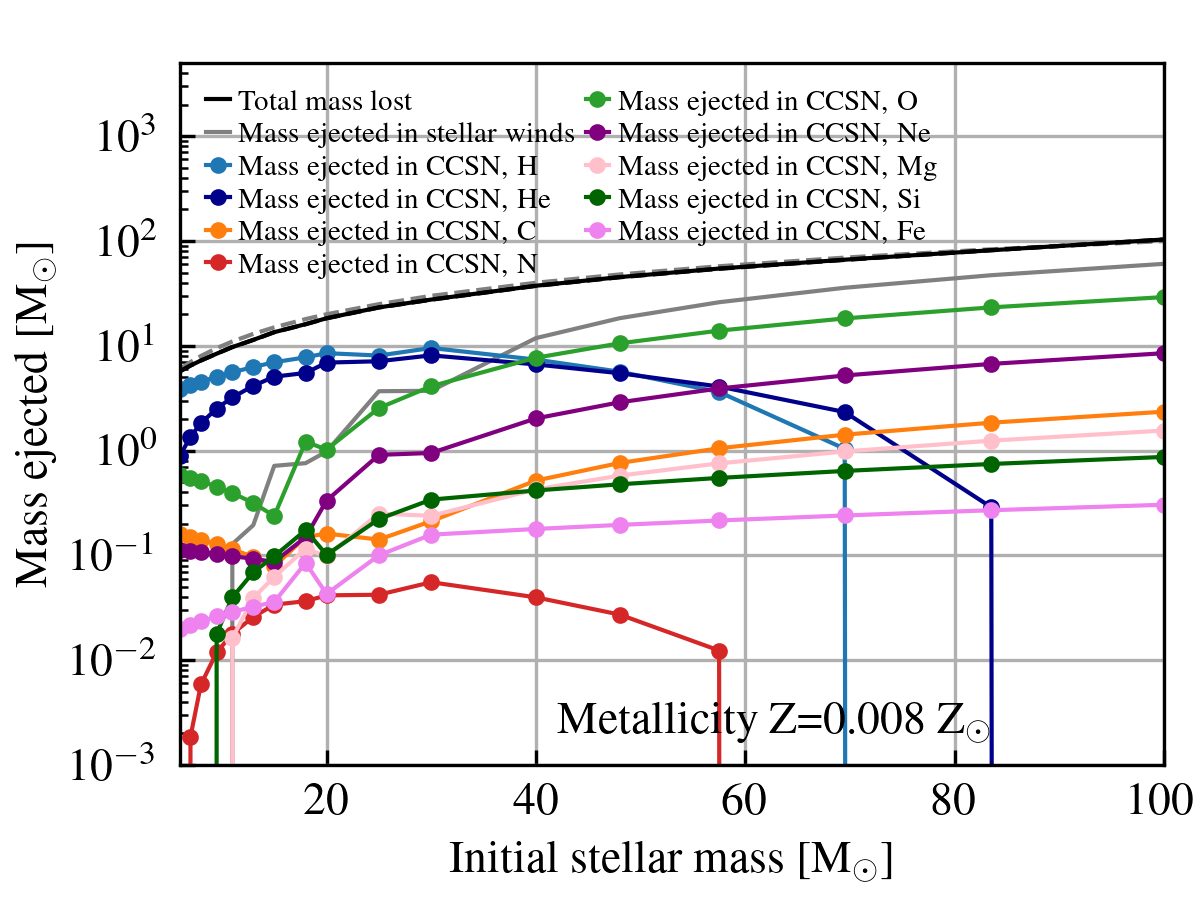 Total mass lost
Mass ejected in stellar winds
Mass ejected in CCSN, H
Mass ejected in CCSN, He
Mass ejected in CCSN, C
Mass ejected in CCSN, N
Mass ejected in CCSN, O
Mass ejected in CCSN, Ne
Mass ejected in CCSN, Mg
Mass ejected in CCSN, Si
Mass ejected in CCSN, Fe
Mass ejected [M☉]
10³
10²
10¹
10⁰
10⁻¹
10⁻²
10⁻³
Metallicity Z=0.008 Z☉
20 40 60 80 100
Initial stellar mass [M☉]